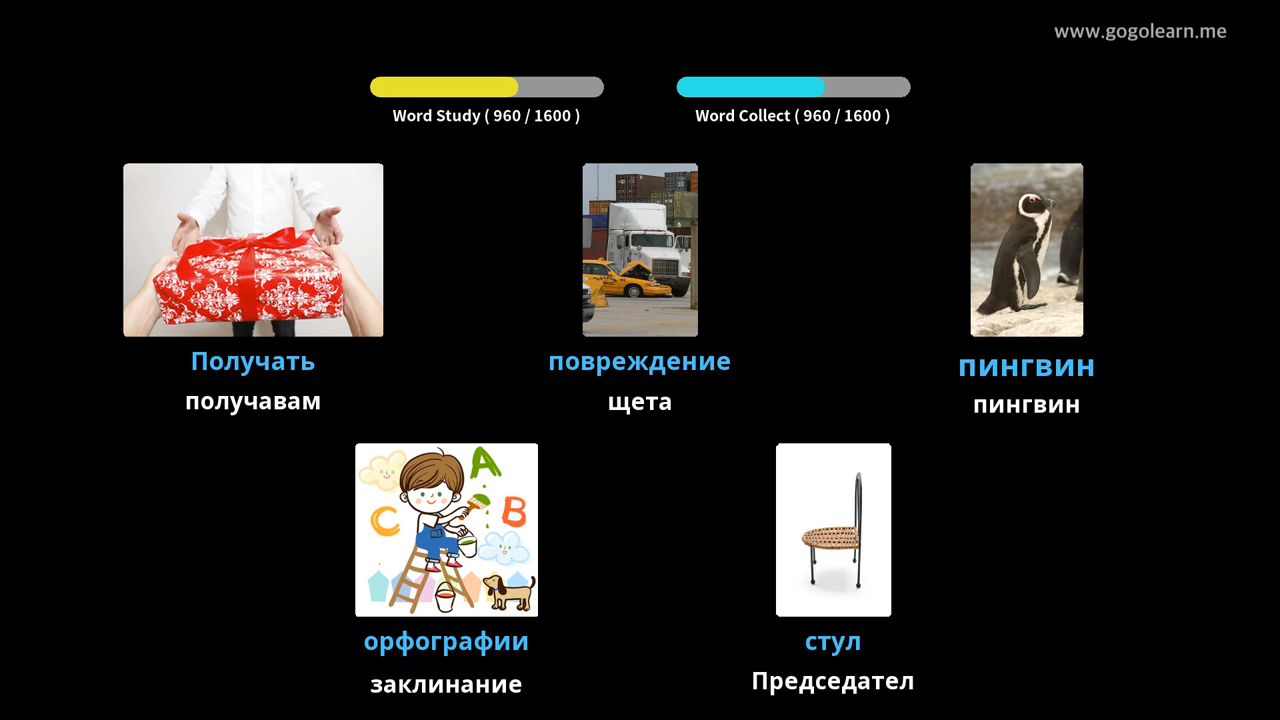 www.gogolearn.me
Word Study ( 960 / 1600 )
Word Collect ( 960 / 1600 )
Получать
повреждение
пингвин
получавам
щета
пингвин
A
B
C
орфографии
стул
заклинание
Председател